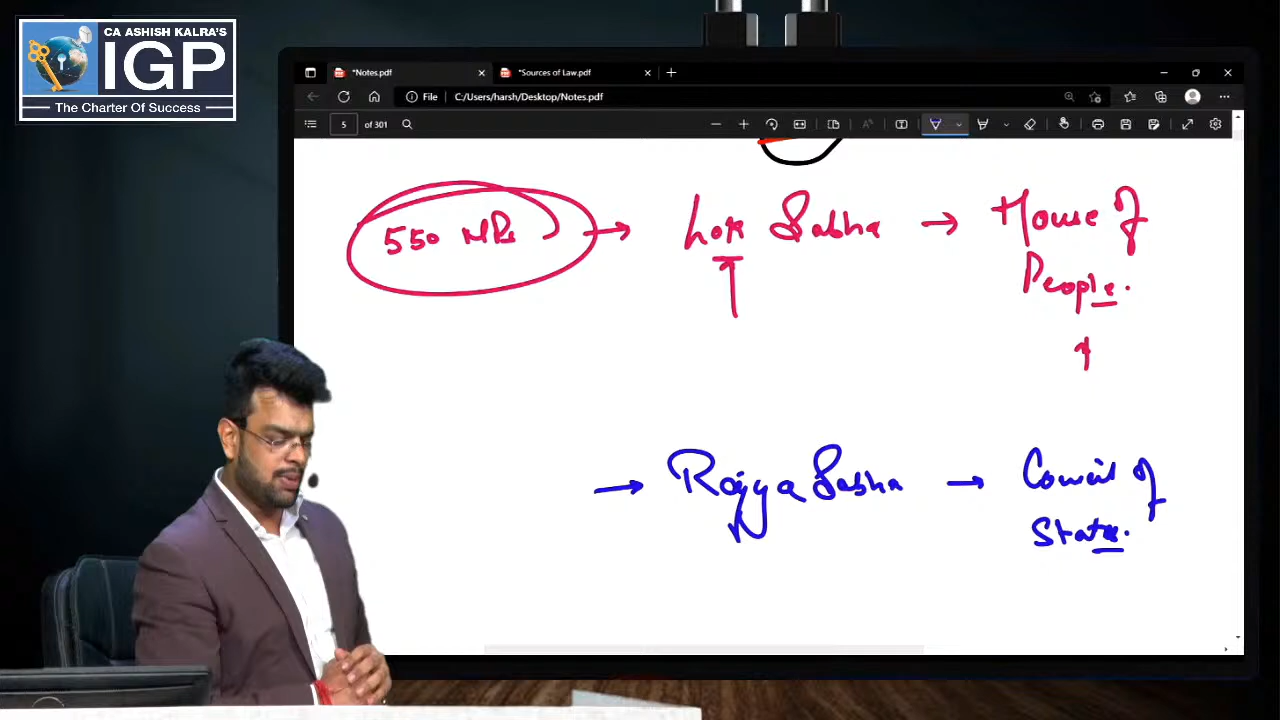 CA ASHISH KALRA'S
IGP
The Charter Of Success
*Notes.pdf
*Sources of Law.pdf
File
C:/Users/harsh/Desktop/Notes.pdf
5 of 301
550 MPs → Lok Sabha → House of
People.
→ Rajya Sabha → Council of
States.